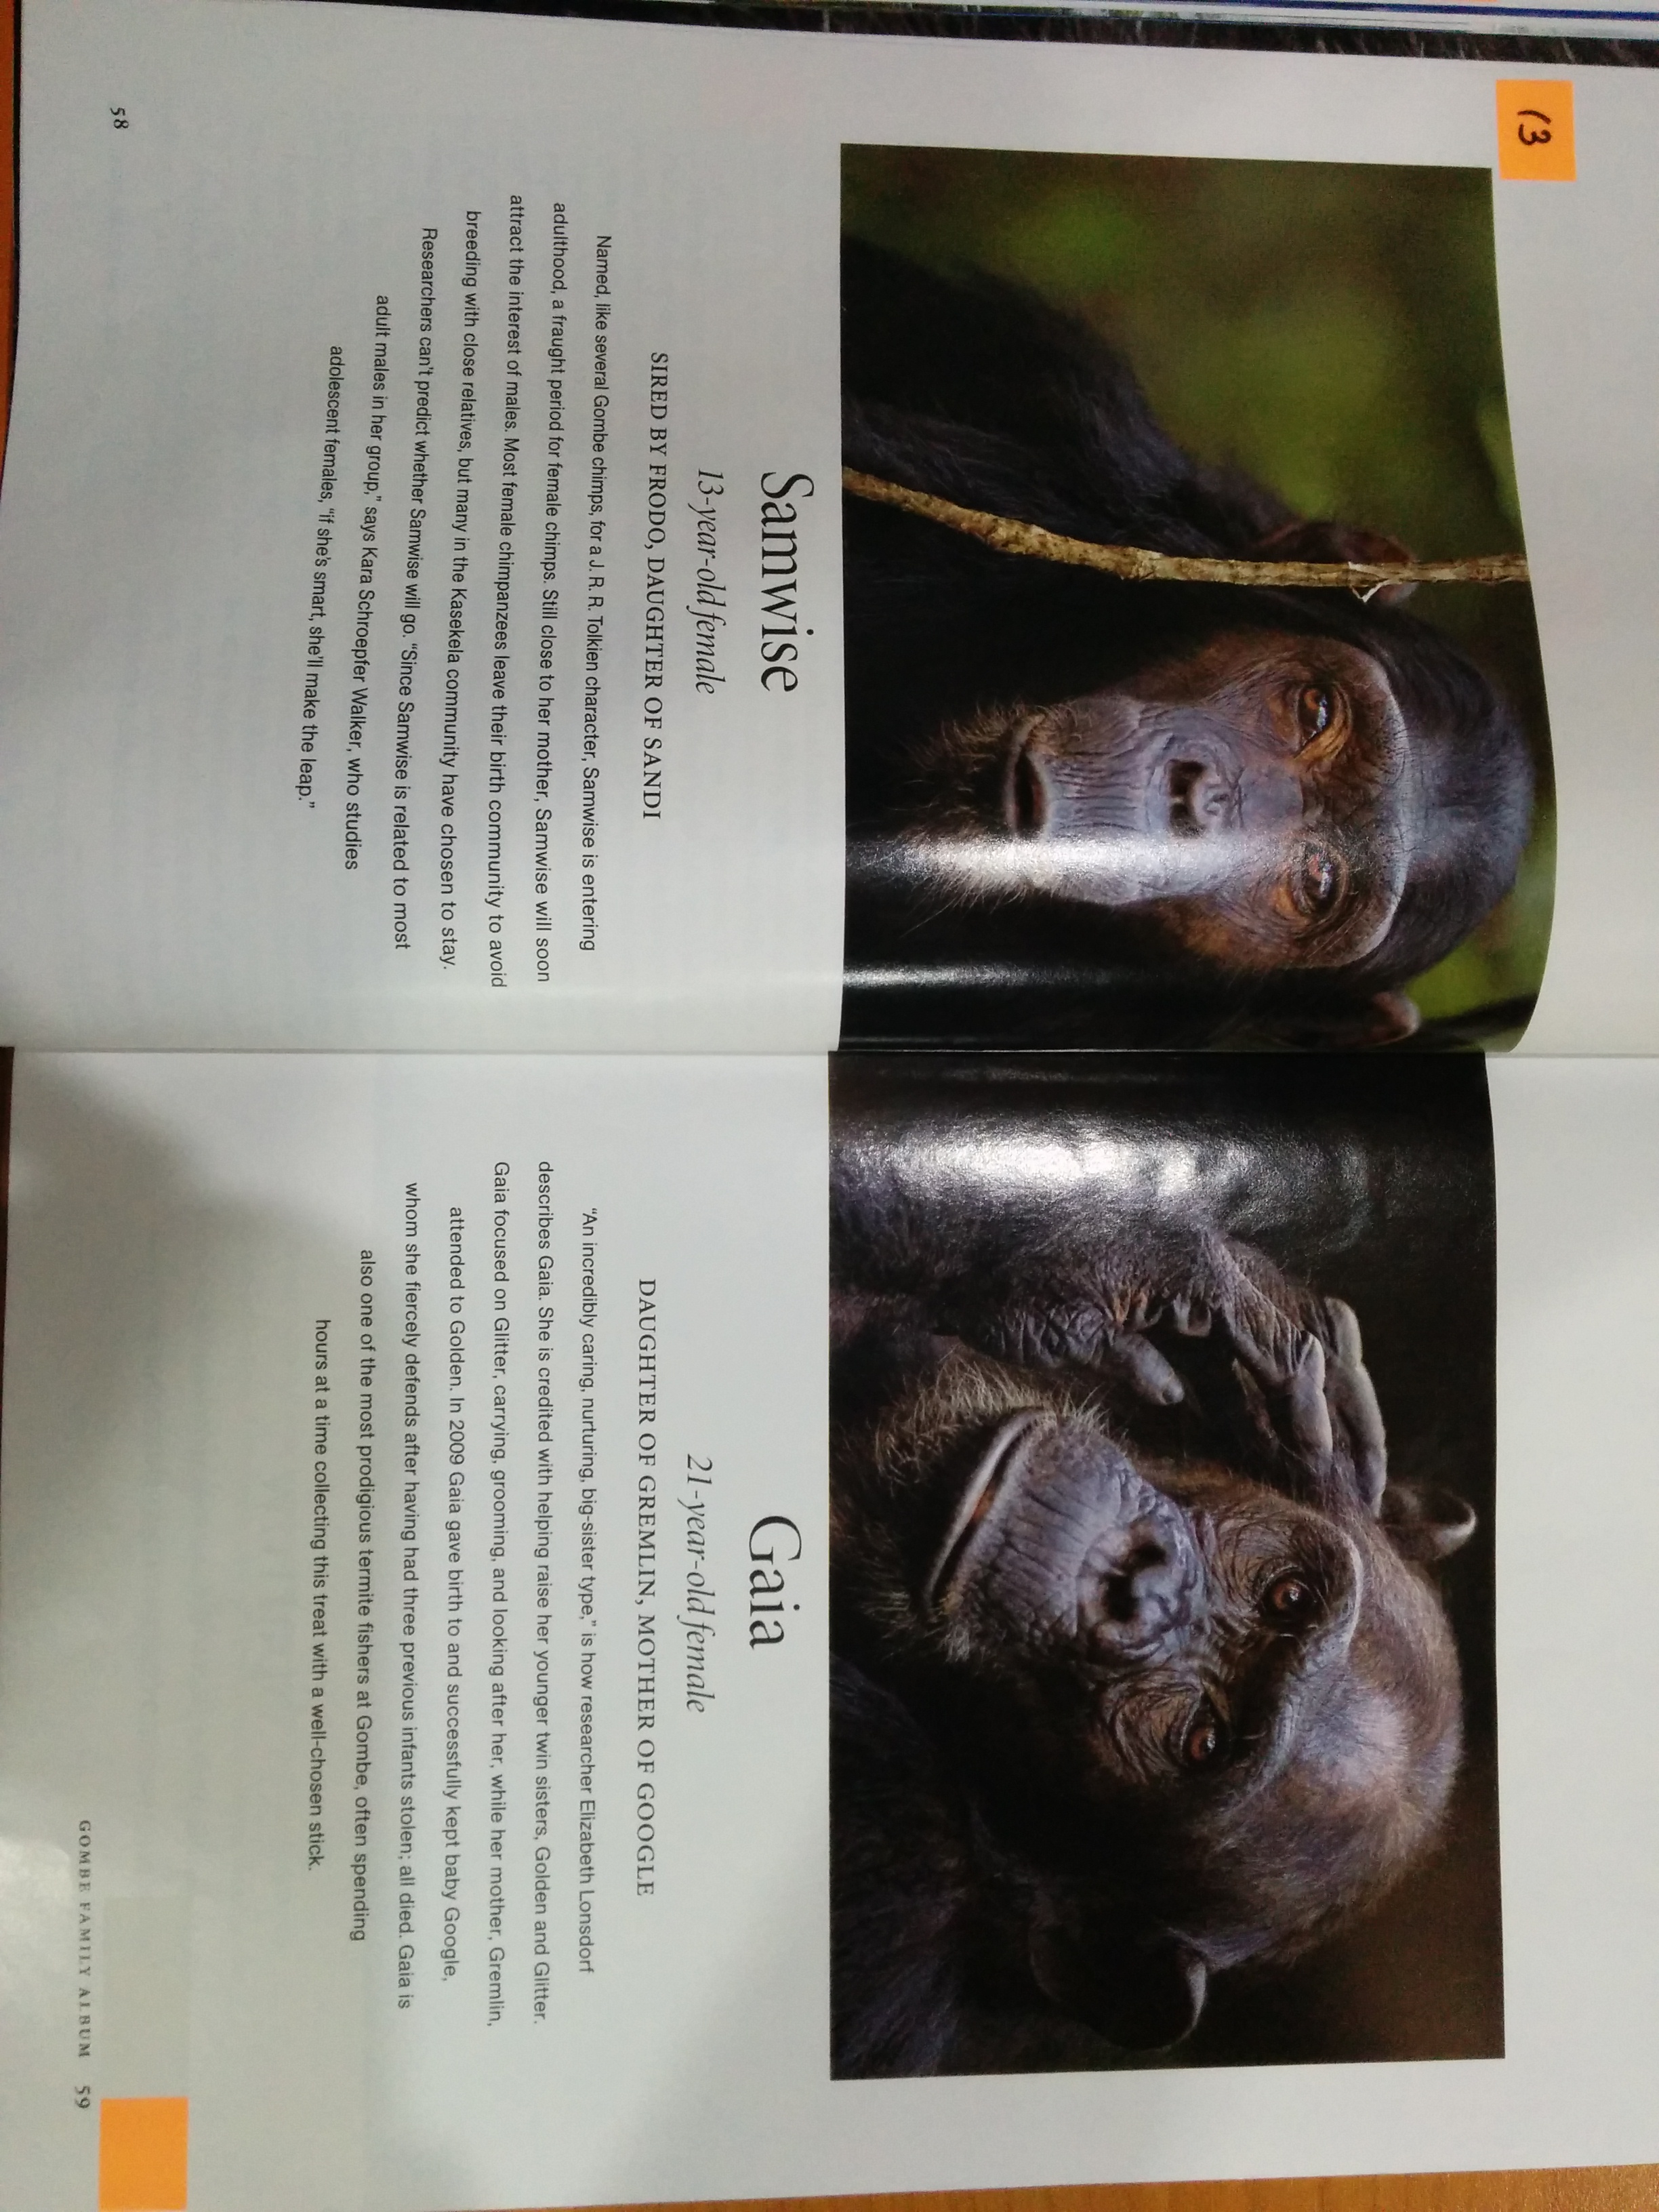 13
Samwise
13-year-old female
SIRED BY FRODO, DAUGHTER OF SANDI
Named, like several Gombe chimps, for a J. R. R. Tolkien character, Samwise is entering
adulthood, a fraught period for female chimps. Still close to her mother, Samwise will soon
attract the interest of males. Most female chimpanzees leave their birth community to avoid
breeding with close relatives, but many in the Kasekela community have chosen to stay.
Researchers can't predict whether Samwise will go. “Since Samwise is related to most
adult males in her group,” says Kara Schroepfer Walker, who studies
adolescent females, “if she's smart, she'll make the leap.”
58
Gaia
21-year-old female
DAUGHTER OF GREMLIN, MOTHER OF GOOGLE
“An incredibly caring, nurturing, big-sister type,” is how researcher Elizabeth Lonsdorf
describes Gaia. She is credited with helping raise her younger twin sisters, Golden and Glitter.
Gaia focused on Glitter, carrying, grooming, and looking after her, while her mother, Gremlin,
attended to Golden. In 2009 Gaia gave birth to and successfully kept baby Google,
whom she fiercely defends after having had three previous infants stolen; all died. Gaia is
also one of the most prodigious termite fishers at Gombe, often spending
hours at a time collecting this treat with a well-chosen stick.
GOMBE FAMILY ALBUM 59